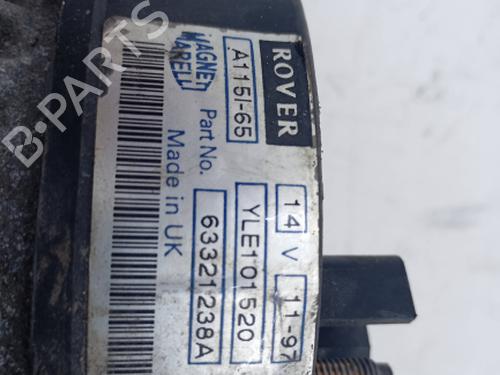 ROVER
A115I-65 14 V 11-97
MAGNETI MARELLI
Part No. YLE101520
63321238A
Made in UK
B-PARTS